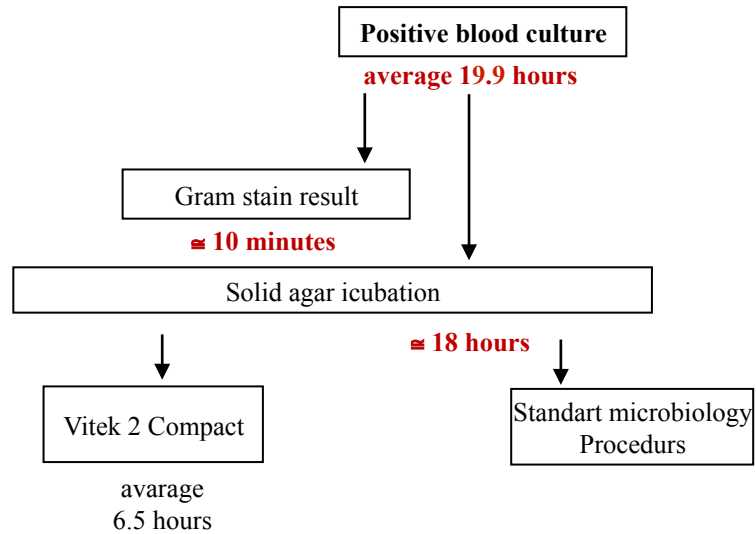 Positive blood culture
average 19.9 hours
Gram stain result
≅ 10 minutes
Solid agar icubation
≅ 18 hours
Vitek 2 Compact
Standart microbiology
Procedurs
avarage
6.5 hours